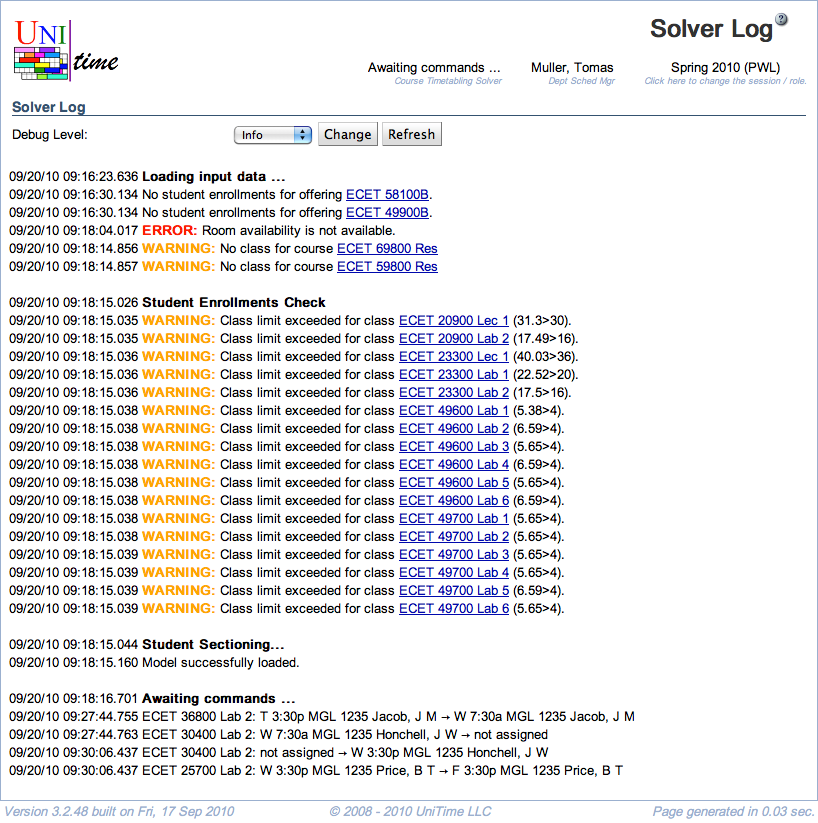 UNI time
Solver Log ?
Awaiting commands ... Muller, Tomas Spring 2010 (PWL)
Course Timetabling Solver Dept Sched Mgr Click here to change the session / role.
Solver Log
Debug Level: Info Change Refresh
09/20/10 09:16:23.636 Loading input data ...
09/20/10 09:16:30.134 No student enrollments for offering ECET 58100B.
09/20/10 09:16:30.134 No student enrollments for offering ECET 49900B.
09/20/10 09:18:04.017 ERROR: Room availability is not available.
09/20/10 09:18:14.856 WARNING: No class for course ECET 69800 Res
09/20/10 09:18:14.857 WARNING: No class for course ECET 59800 Res
09/20/10 09:18:15.026 Student Enrollments Check
09/20/10 09:18:15.035 WARNING: Class limit exceeded for class ECET 20900 Lec 1 (31.3>30).
09/20/10 09:18:15.035 WARNING: Class limit exceeded for class ECET 20900 Lab 2 (17.49>16).
09/20/10 09:18:15.036 WARNING: Class limit exceeded for class ECET 23300 Lec 1 (40.03>36).
09/20/10 09:18:15.036 WARNING: Class limit exceeded for class ECET 23300 Lab 1 (22.52>20).
09/20/10 09:18:15.036 WARNING: Class limit exceeded for class ECET 23300 Lab 2 (17.5>16).
09/20/10 09:18:15.038 WARNING: Class limit exceeded for class ECET 49600 Lab 1 (5.38>4).
09/20/10 09:18:15.038 WARNING: Class limit exceeded for class ECET 49600 Lab 2 (6.59>4).
09/20/10 09:18:15.038 WARNING: Class limit exceeded for class ECET 49600 Lab 3 (5.65>4).
09/20/10 09:18:15.038 WARNING: Class limit exceeded for class ECET 49600 Lab 4 (6.59>4).
09/20/10 09:18:15.038 WARNING: Class limit exceeded for class ECET 49600 Lab 5 (5.65>4).
09/20/10 09:18:15.038 WARNING: Class limit exceeded for class ECET 49600 Lab 6 (6.59>4).
09/20/10 09:18:15.038 WARNING: Class limit exceeded for class ECET 49700 Lab 1 (5.65>4).
09/20/10 09:18:15.038 WARNING: Class limit exceeded for class ECET 49700 Lab 2 (5.65>4).
09/20/10 09:18:15.039 WARNING: Class limit exceeded for class ECET 49700 Lab 3 (5.65>4).
09/20/10 09:18:15.039 WARNING: Class limit exceeded for class ECET 49700 Lab 4 (5.65>4).
09/20/10 09:18:15.039 WARNING: Class limit exceeded for class ECET 49700 Lab 5 (6.59>4).
09/20/10 09:18:15.039 WARNING: Class limit exceeded for class ECET 49700 Lab 6 (5.65>4).
09/20/10 09:18:15.044 Student Sectioning...
09/20/10 09:18:15.160 Model successfully loaded.
09/20/10 09:18:16.701 Awaiting commands ...
09/20/10 09:27:44.755 ECET 36800 Lab 2: T 3:30p MGL 1235 Jacob, J M → W 7:30a MGL 1235 Jacob, J M
09/20/10 09:27:44.763 ECET 30400 Lab 2: W 7:30a MGL 1235 Honchell, J W → not assigned
09/20/10 09:30:06.437 ECET 30400 Lab 2: not assigned → W 3:30p MGL 1235 Honchell, J W
09/20/10 09:30:06.437 ECET 25700 Lab 2: W 3:30p MGL 1235 Price, B T → F 3:30p MGL 1235 Price, B T
Version 3.2.48 built on Fri, 17 Sep 2010 © 2008 - 2010 UniTime LLC Page generated in 0.03 sec.